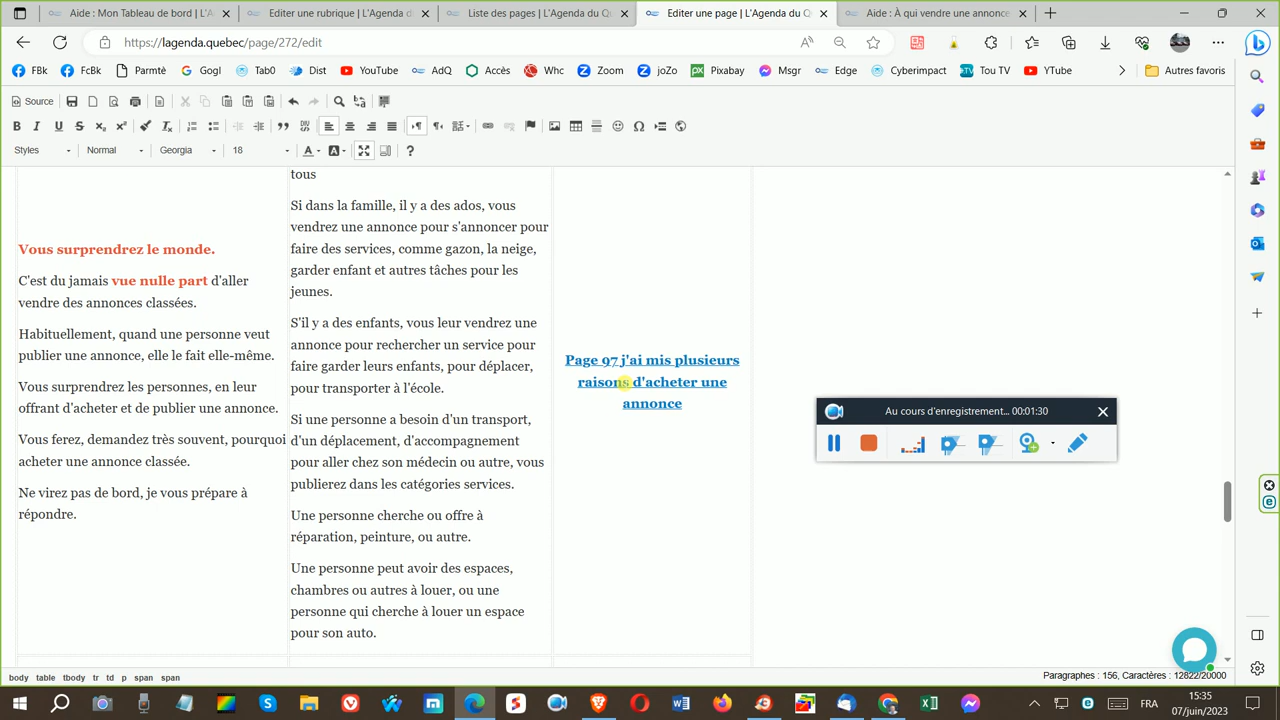 Aide : Mon Tableau de bord | L'A
Editer une rubrique | L'Agenda d
Liste des pages | L'Agenda du Qu
Editer une page | L'Agenda du Q
Aide : À qui vendre une annonce
https://lagenda.quebec/page/272/edit
FBk
FcBk
Parmtè
Gogl
Tab0
Dist
YouTube
AdQ
Accès
Whc
Zoom
joZo
Pixabay
Msgr
Edge
Cyberimpact
Tou TV
YTube
Autres favoris
Source
Styles
Normal
Georgia
18
tous
Si dans la famille, il y a des ados, vous
vendrez une annonce pour s'annoncer pour
faire des services, comme gazon, la neige,
garder enfant et autres tâches pour les
jeunes.
Vous surprendrez le monde.
C'est du jamais vue nulle part d'aller
vendre des annonces classées.
Habituellement, quand une personne veut
publier une annonce, elle le fait elle-même.
Vous surprendrez les personnes, en leur
offrant d'acheter et de publier une annonce.
Vous ferez, demandez très souvent, pourquoi
acheter une annonce classée.
Ne virez pas de bord, je vous prépare à
répondre.
S'il y a des enfants, vous leur vendrez une
annonce pour rechercher un service pour
faire garder leurs enfants, pour déplacer,
pour transporter à l'école.
Si une personne a besoin d'un transport,
d'un déplacement, d'accompagnement
pour aller chez son médecin ou autre, vous
publierez dans les catégories services.
Une personne cherche ou offre à
réparation, peinture, ou autre.
Une personne peut avoir des espaces,
chambres ou autres à louer, ou une
personne qui cherche à louer un espace
pour son auto.
Page 97 j'ai mis plusieurs
raisons d'acheter une
annonce
Au cours d'enregistrement... 00:01:30
body table tbody tr td p span span
Paragraphes : 156, Caractères : 12822/20000
FRA
15:35
07/juin/2023